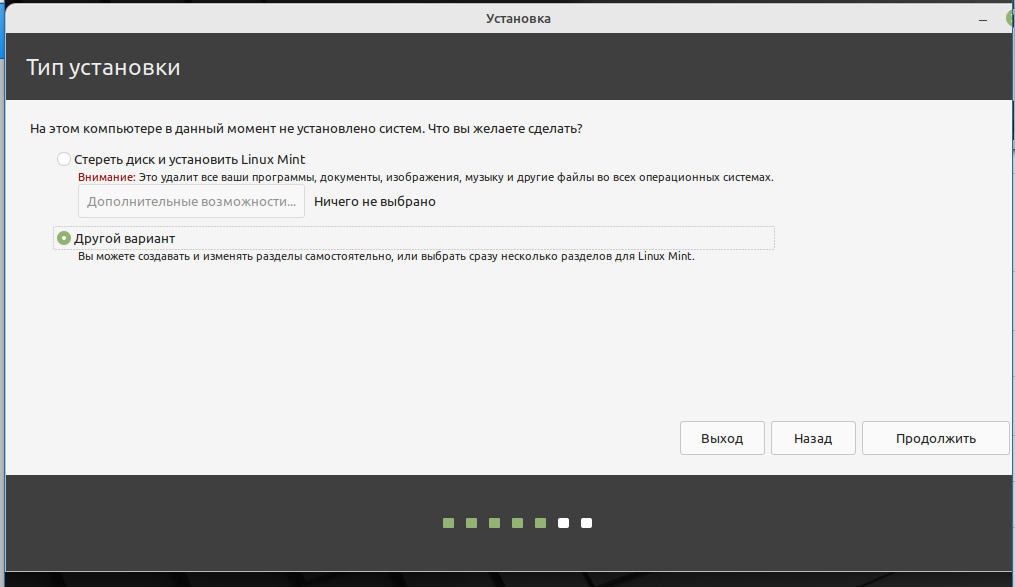 Установка
Тип установки
На этом компьютере в данный момент не установлено систем. Что вы желаете сделать?
Стереть диск и установить Linux Mint
Внимание: Это удалит все ваши программы, документы, изображения, музыку и другие файлы во всех операционных системах.
Дополнительные возможности... Ничего не выбрано
Другой вариант
Вы можете создавать и изменять разделы самостоятельно, или выбрать сразу несколько разделов для Linux Mint.
Выход Назад Продолжить